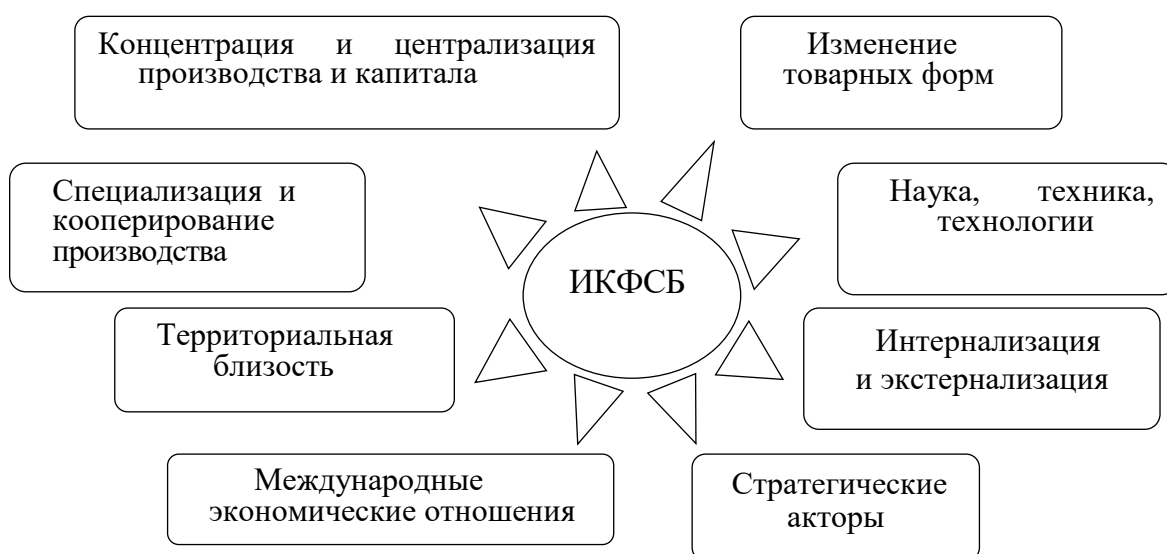 Концентрация и централизация
производства и капитала
Изменение
товарных форм
Специализация и
кооперирование
производства
Наука, техника,
технологии
ИКФСБ
Территориальная
близость
Интернализация
и экстернализация
Международные
экономические отношения
Стратегические
акторы